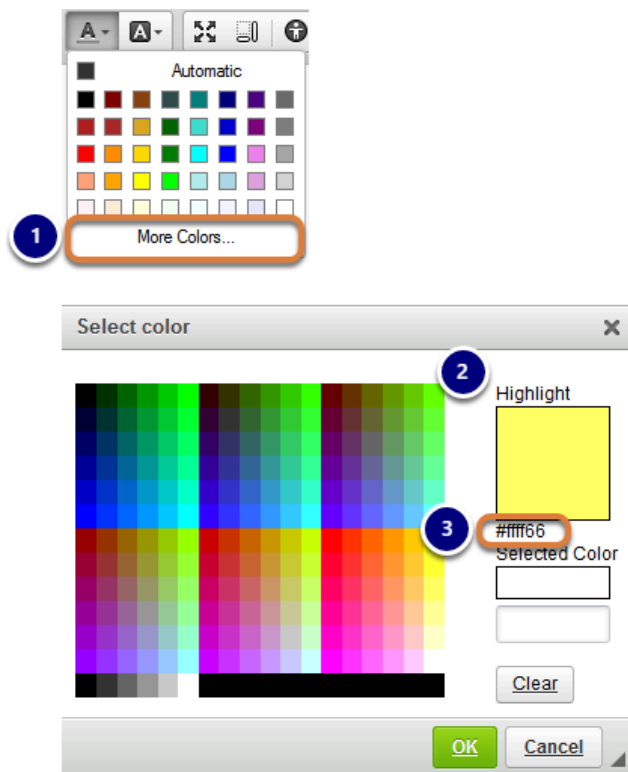 A
A
Automatic
1
More Colors...
Select color
2
Highlight
3
#ffff66
Selected Color
Clear
OK
Cancel